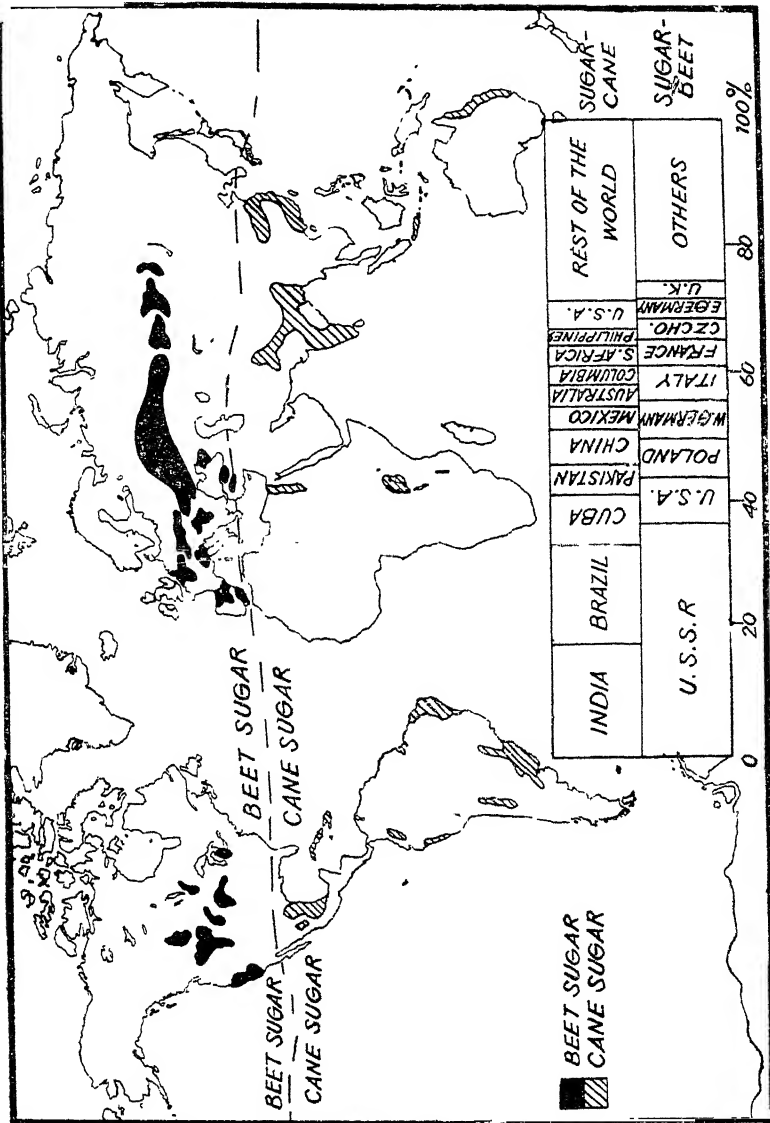 BEET SUGAR
CANE SUGAR
BEET SUGAR
CANE SUGAR
BEET SUGAR
CANE SUGAR
INDIA
BRAZIL
CUBA
PAKISTAN
CHINA
MEXICO
AUSTRALIA
COLUMBIA
S.AFRICA
PHILIPPINES
U.S.A.
REST OF THE
WORLD
SUGAR-
CANE
U.S.S.R
U.S.A.
POLAND
W.GERMANY
ITALY
FRANCE
CZCHO.
E.GERMANY
U.K.
OTHERS
SUGAR-
BEET
0 20 40 60 80 100%